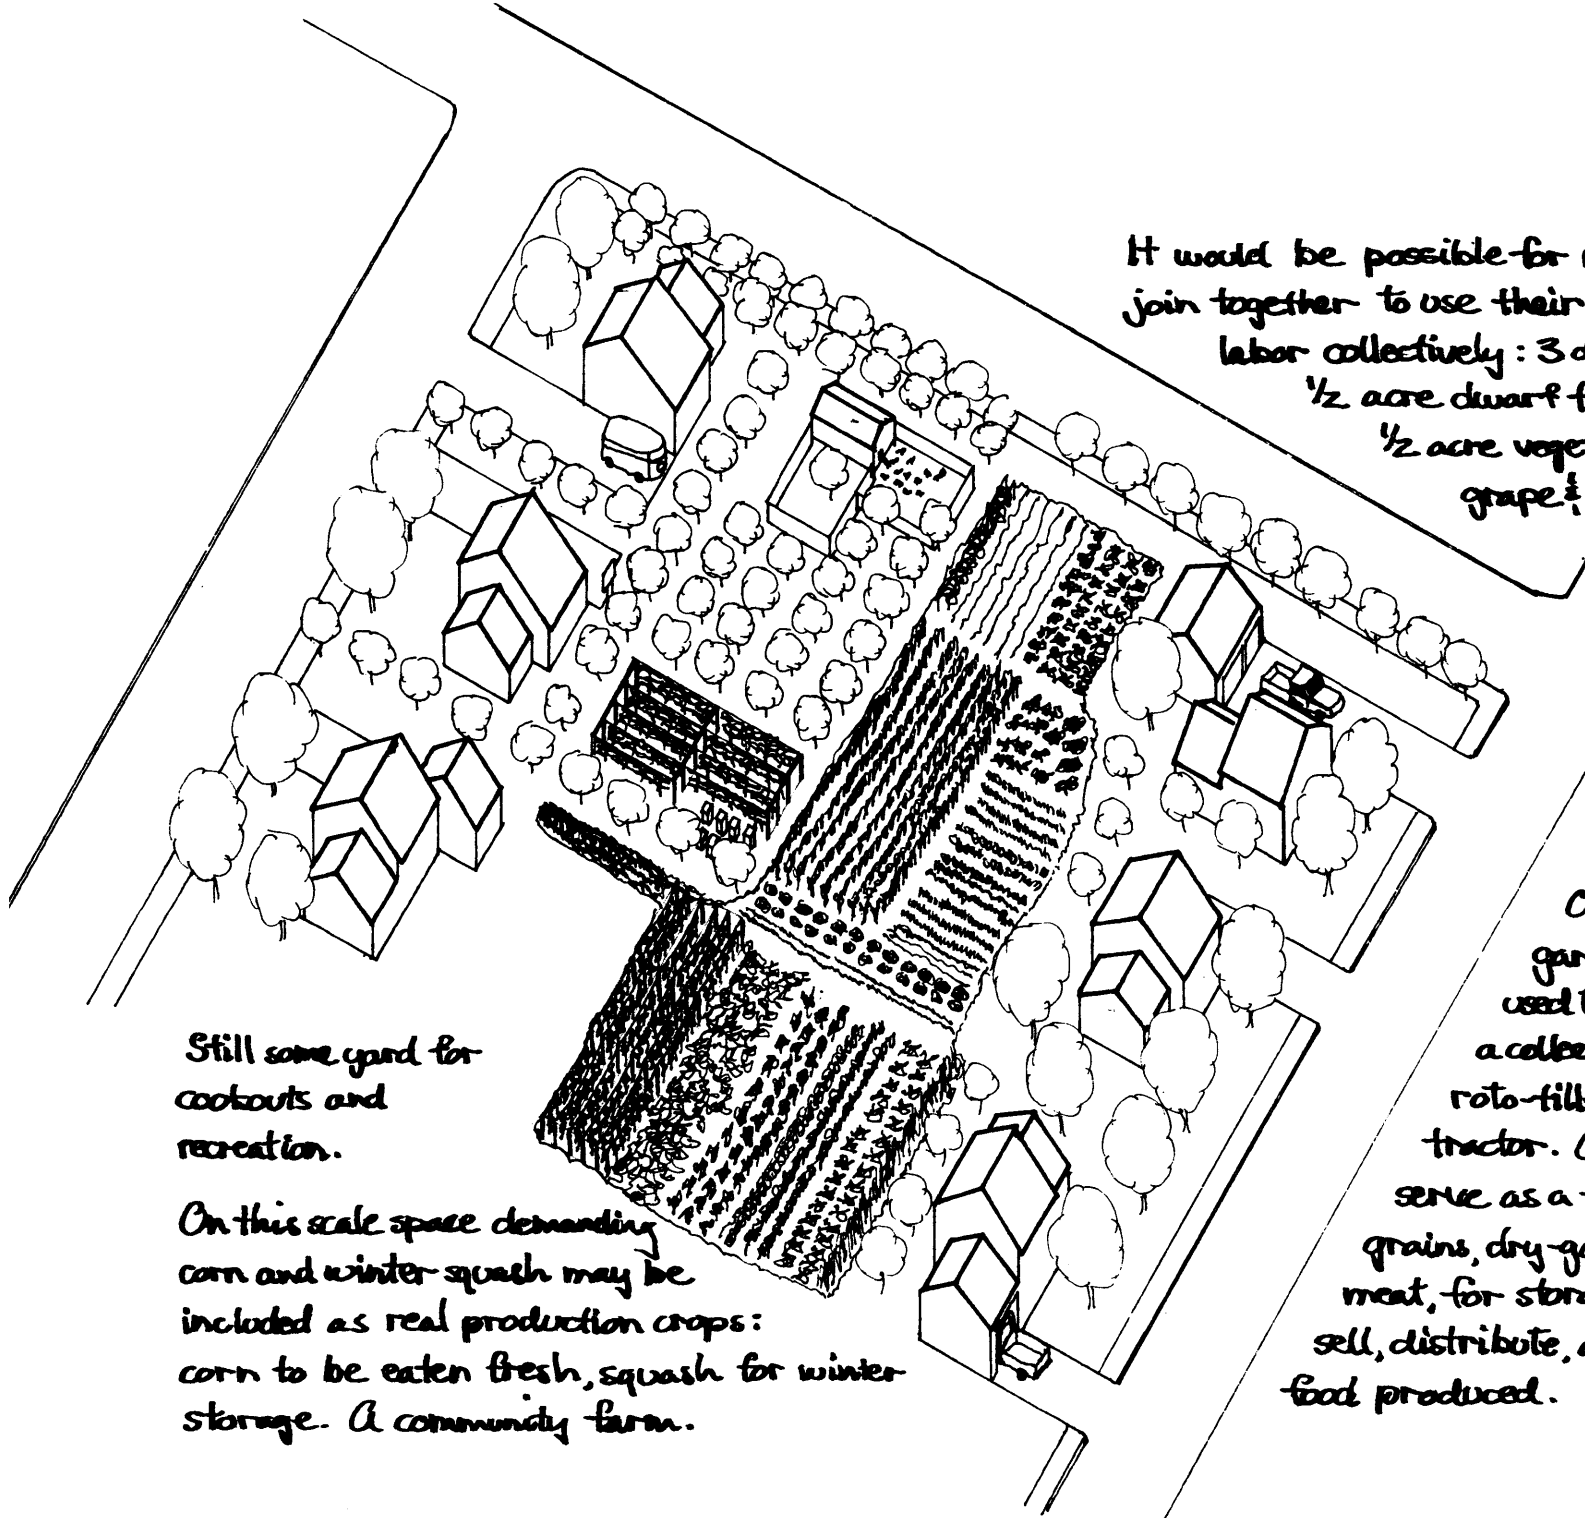 It would be possible for
join together to use their
labor collectively: 3
1/2 acre dwarf
1/2 acre
grape &
used
roto-till
tractor.
serve as a
grains,
meat, for
sell, distribute,
food produced.
Still some yard for
cookouts and
recreation.
On this scale space demanding
corn and winter squash may be
included as real production crops:
corn to be eaten fresh, squash for winter
storage. A community farm.